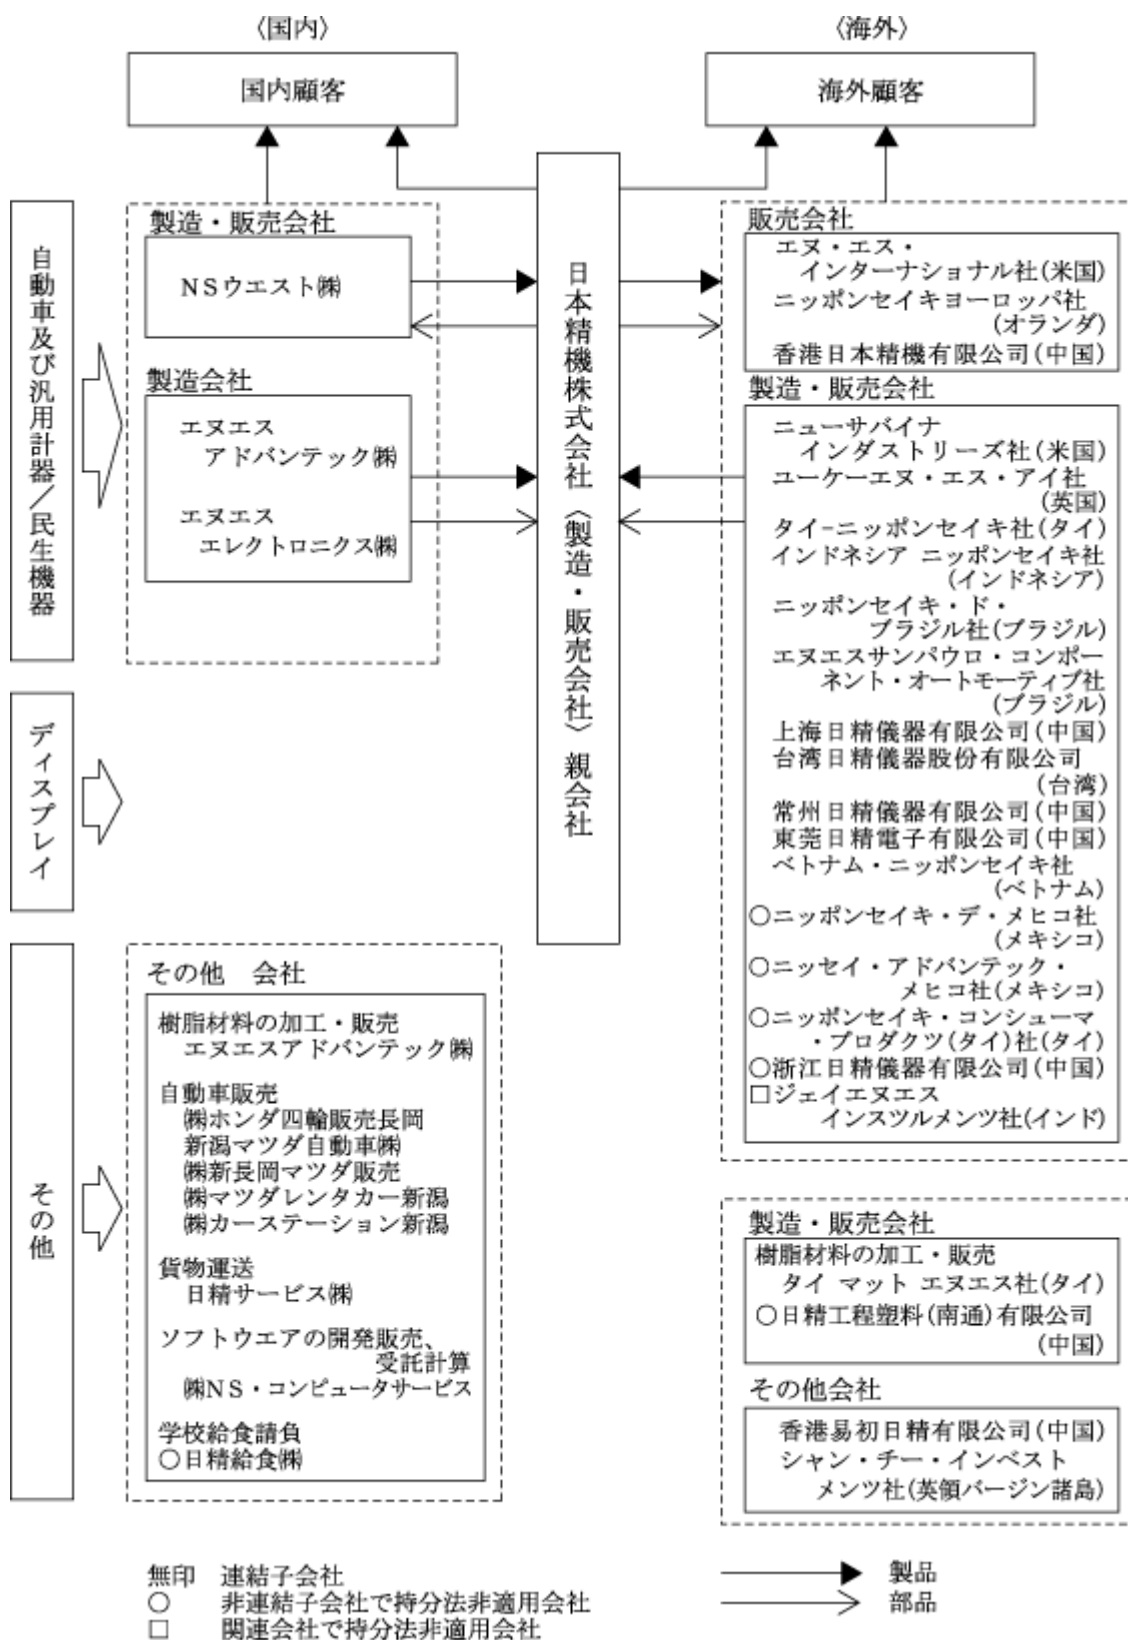 〈国内〉
〈海外〉
国内顧客
海外顧客
自動車及び汎用計器／民生機器
製造・販売会社
NSウエスト㈱
製造会社
エヌエス
アドバンテック㈱
エヌエス
エレクトロニクス㈱
日本精機株式会社〈製造・販売会社〉親会社
販売会社
エヌ・エス・
インターナショナル社(米国)
ニッポンセイキヨーロッパ社
(オランダ)
香港日本精機有限公司(中国)
製造・販売会社
ニューサバイナ
インダストリーズ社(米国)
ユーケーエヌ・エス・アイ社
(英国)
タイ−ニッポンセイキ社(タイ)
インドネシア ニッポンセイキ社
(インドネシア)
ニッポンセイキ・ド・
ブラジル社(ブラジル)
エヌエスサンパウロ・コンポー
ネント・オートモーティブ社
(ブラジル)
上海日精儀器有限公司(中国)
台湾日精儀器股份有限公司
(台湾)
常州日精儀器有限公司(中国)
東莞日精電子有限公司(中国)
ベトナム・ニッポンセイキ社
(ベトナム)
○ニッポンセイキ・デ・メヒコ社
(メキシコ)
○ニッセイ・アドバンテック・
メヒコ社(メキシコ)
○ニッポンセイキ・コンシューマ
・プロダクツ(タイ)社(タイ)
○浙江日精儀器有限公司(中国)
□ジェイエヌエス
インスツルメンツ社(インド)
ディスプレイ
その他
その他　会社
樹脂材料の加工・販売
エヌエスアドバンテック㈱
自動車販売
㈱ホンダ四輪販売長岡
新潟マツダ自動車㈱
㈱新長岡マツダ販売
㈱マツダレンタカー新潟
㈱カーステーション新潟
貨物運送
日精サービス㈱
ソフトウエアの開発販売、
受託計算
㈱NS・コンピュータサービス
学校給食請負
○日精給食㈱
製造・販売会社
樹脂材料の加工・販売
タイ マット エヌエス社(タイ)
○日精工程塑料(南通)有限公司
(中国)
その他会社
香港易初日精有限公司(中国)
シャン・チー・インベスト
メンツ社(英領バージン諸島)
無印　連結子会社
○　非連結子会社で持分法非適用会社
□　関連会社で持分法非適用会社
製品
部品